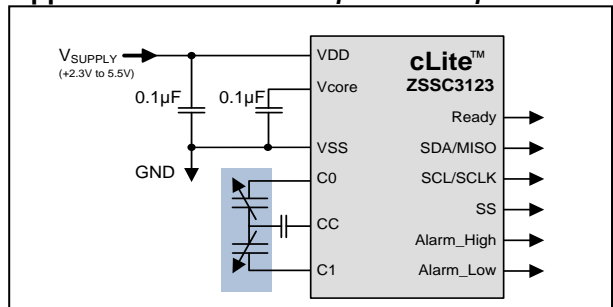 VSUPPLY
(+2.3V to 5.5V)
0.1µF
0.1µF
GND
VDD
Vcore
VSS
C0
CC
C1
cLite™
ZSSC3123
Ready
SDA/MISO
SCL/SCLK
SS
Alarm_High
Alarm_Low